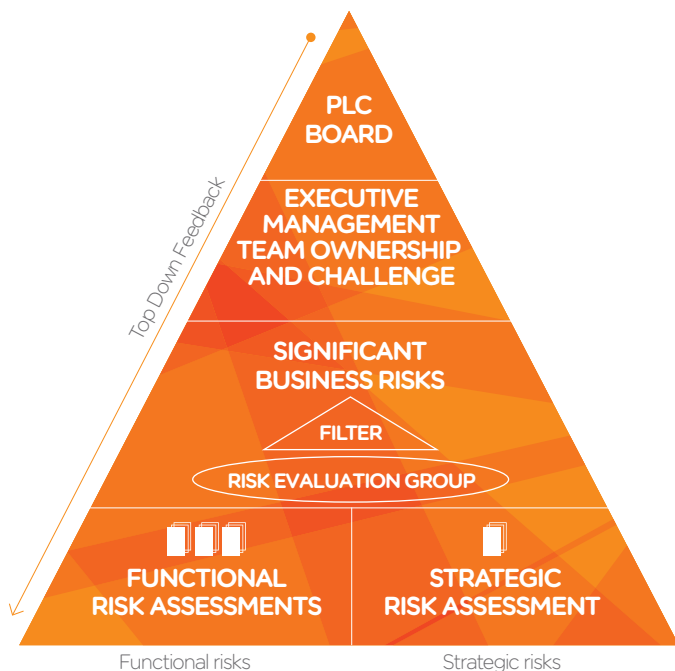 PLC
BOARD
EXECUTIVE
MANAGEMENT
TEAM OWNERSHIP
AND CHALLENGE
Top Down Feedback
SIGNIFICANT
BUSINESS RISKS
FILTER
RISK EVALUATION GROUP
FUNCTIONAL
RISK ASSESSMENTS
STRATEGIC
RISK ASSESSMENT
Functional risks
Strategic risks